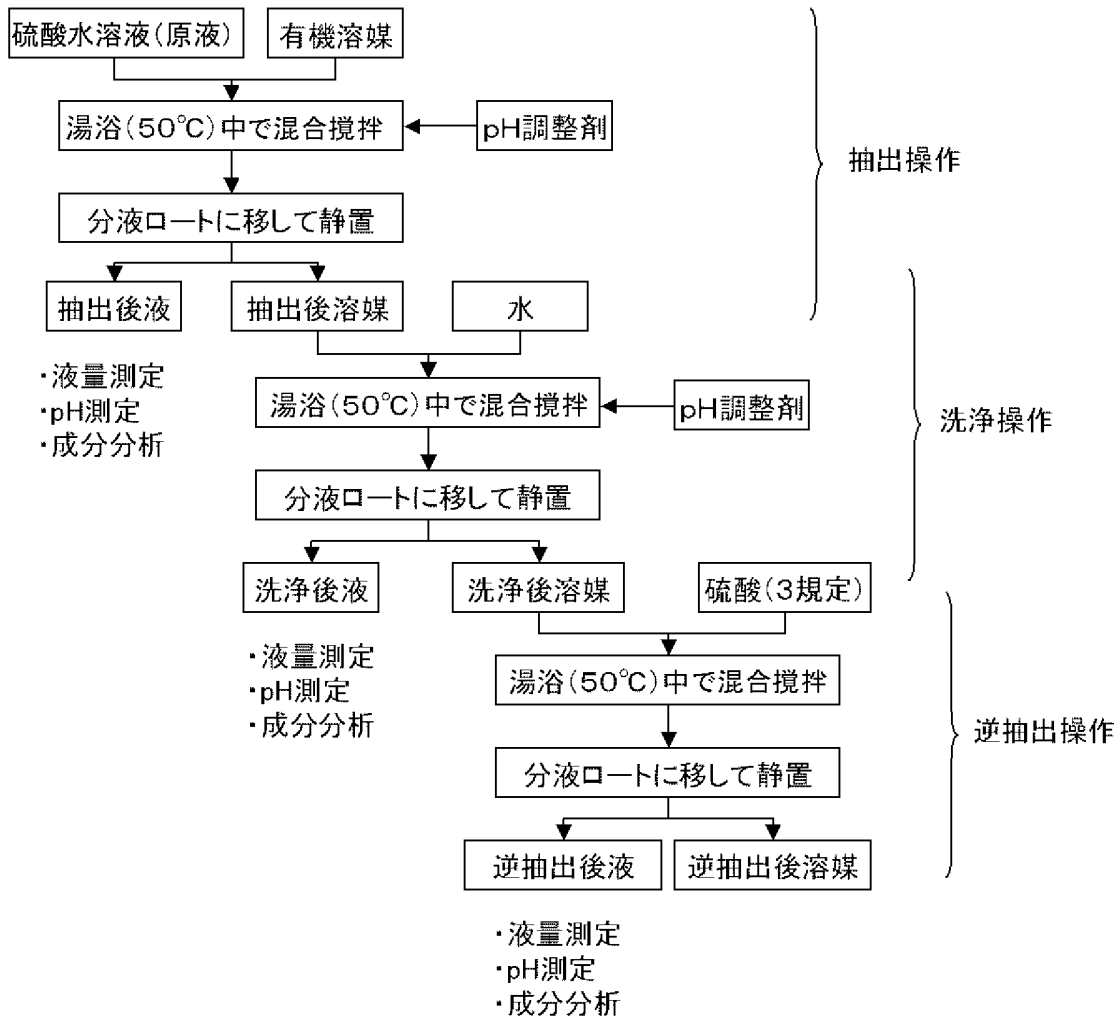 硫酸水溶液(原液)
有機溶媒
湯浴(50℃)中で混合撹拌
pH調整剤
抽出操作
分液ロートに移して静置
抽出後液
抽出後溶媒
水
・液量測定
・pH測定
・成分分析
湯浴(50℃)中で混合撹拌
pH調整剤
洗浄操作
分液ロートに移して静置
洗浄後液
洗浄後溶媒
硫酸(3規定)
・液量測定
・pH測定
・成分分析
湯浴(50℃)中で混合撹拌
逆抽出操作
分液ロートに移して静置
逆抽出後液
逆抽出後溶媒
・液量測定
・pH測定
・成分分析